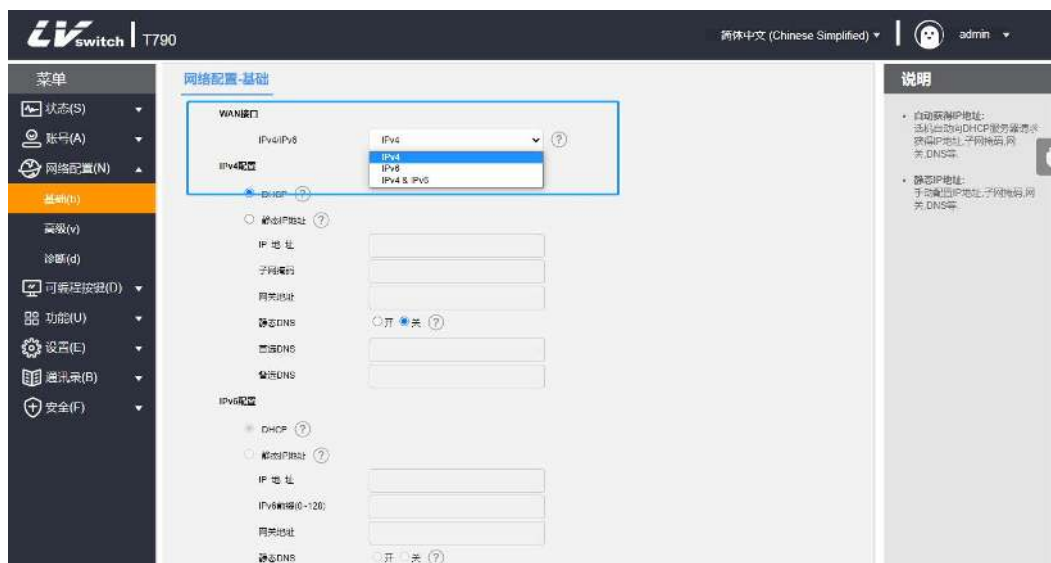 LVswitch T790
简体中文 (Chinese Simplified)
admin
菜单
状态(S)
账号(A)
网络配置(N)
基础(b)
高级(v)
诊断(d)
可编程按键(D)
功能(U)
设置(E)
通讯录(B)
安全(F)
网络配置-基础
WAN接口
IPv4/IPv6 IPv4 ?
IPv4
IPv6
IPv4 & IPv6
IPv4配置
DHCP ?
静态IP地址 ?
IP 地 址
子网掩码
网关地址
静态DNS 开 关 ?
首选DNS
备选DNS
IPv6配置
DHCP ?
静态IP地址 ?
IP 地 址
IPv6前缀(0~128)
网关地址
静态DNS 开 关 ?
说明
自动获得IP地址:
话机自动向DHCP服务器请求
获得IP地址,子网掩码,网
关,DNS等.
静态IP地址:
手动配置IP地址,子网掩码,网
关,DNS等.